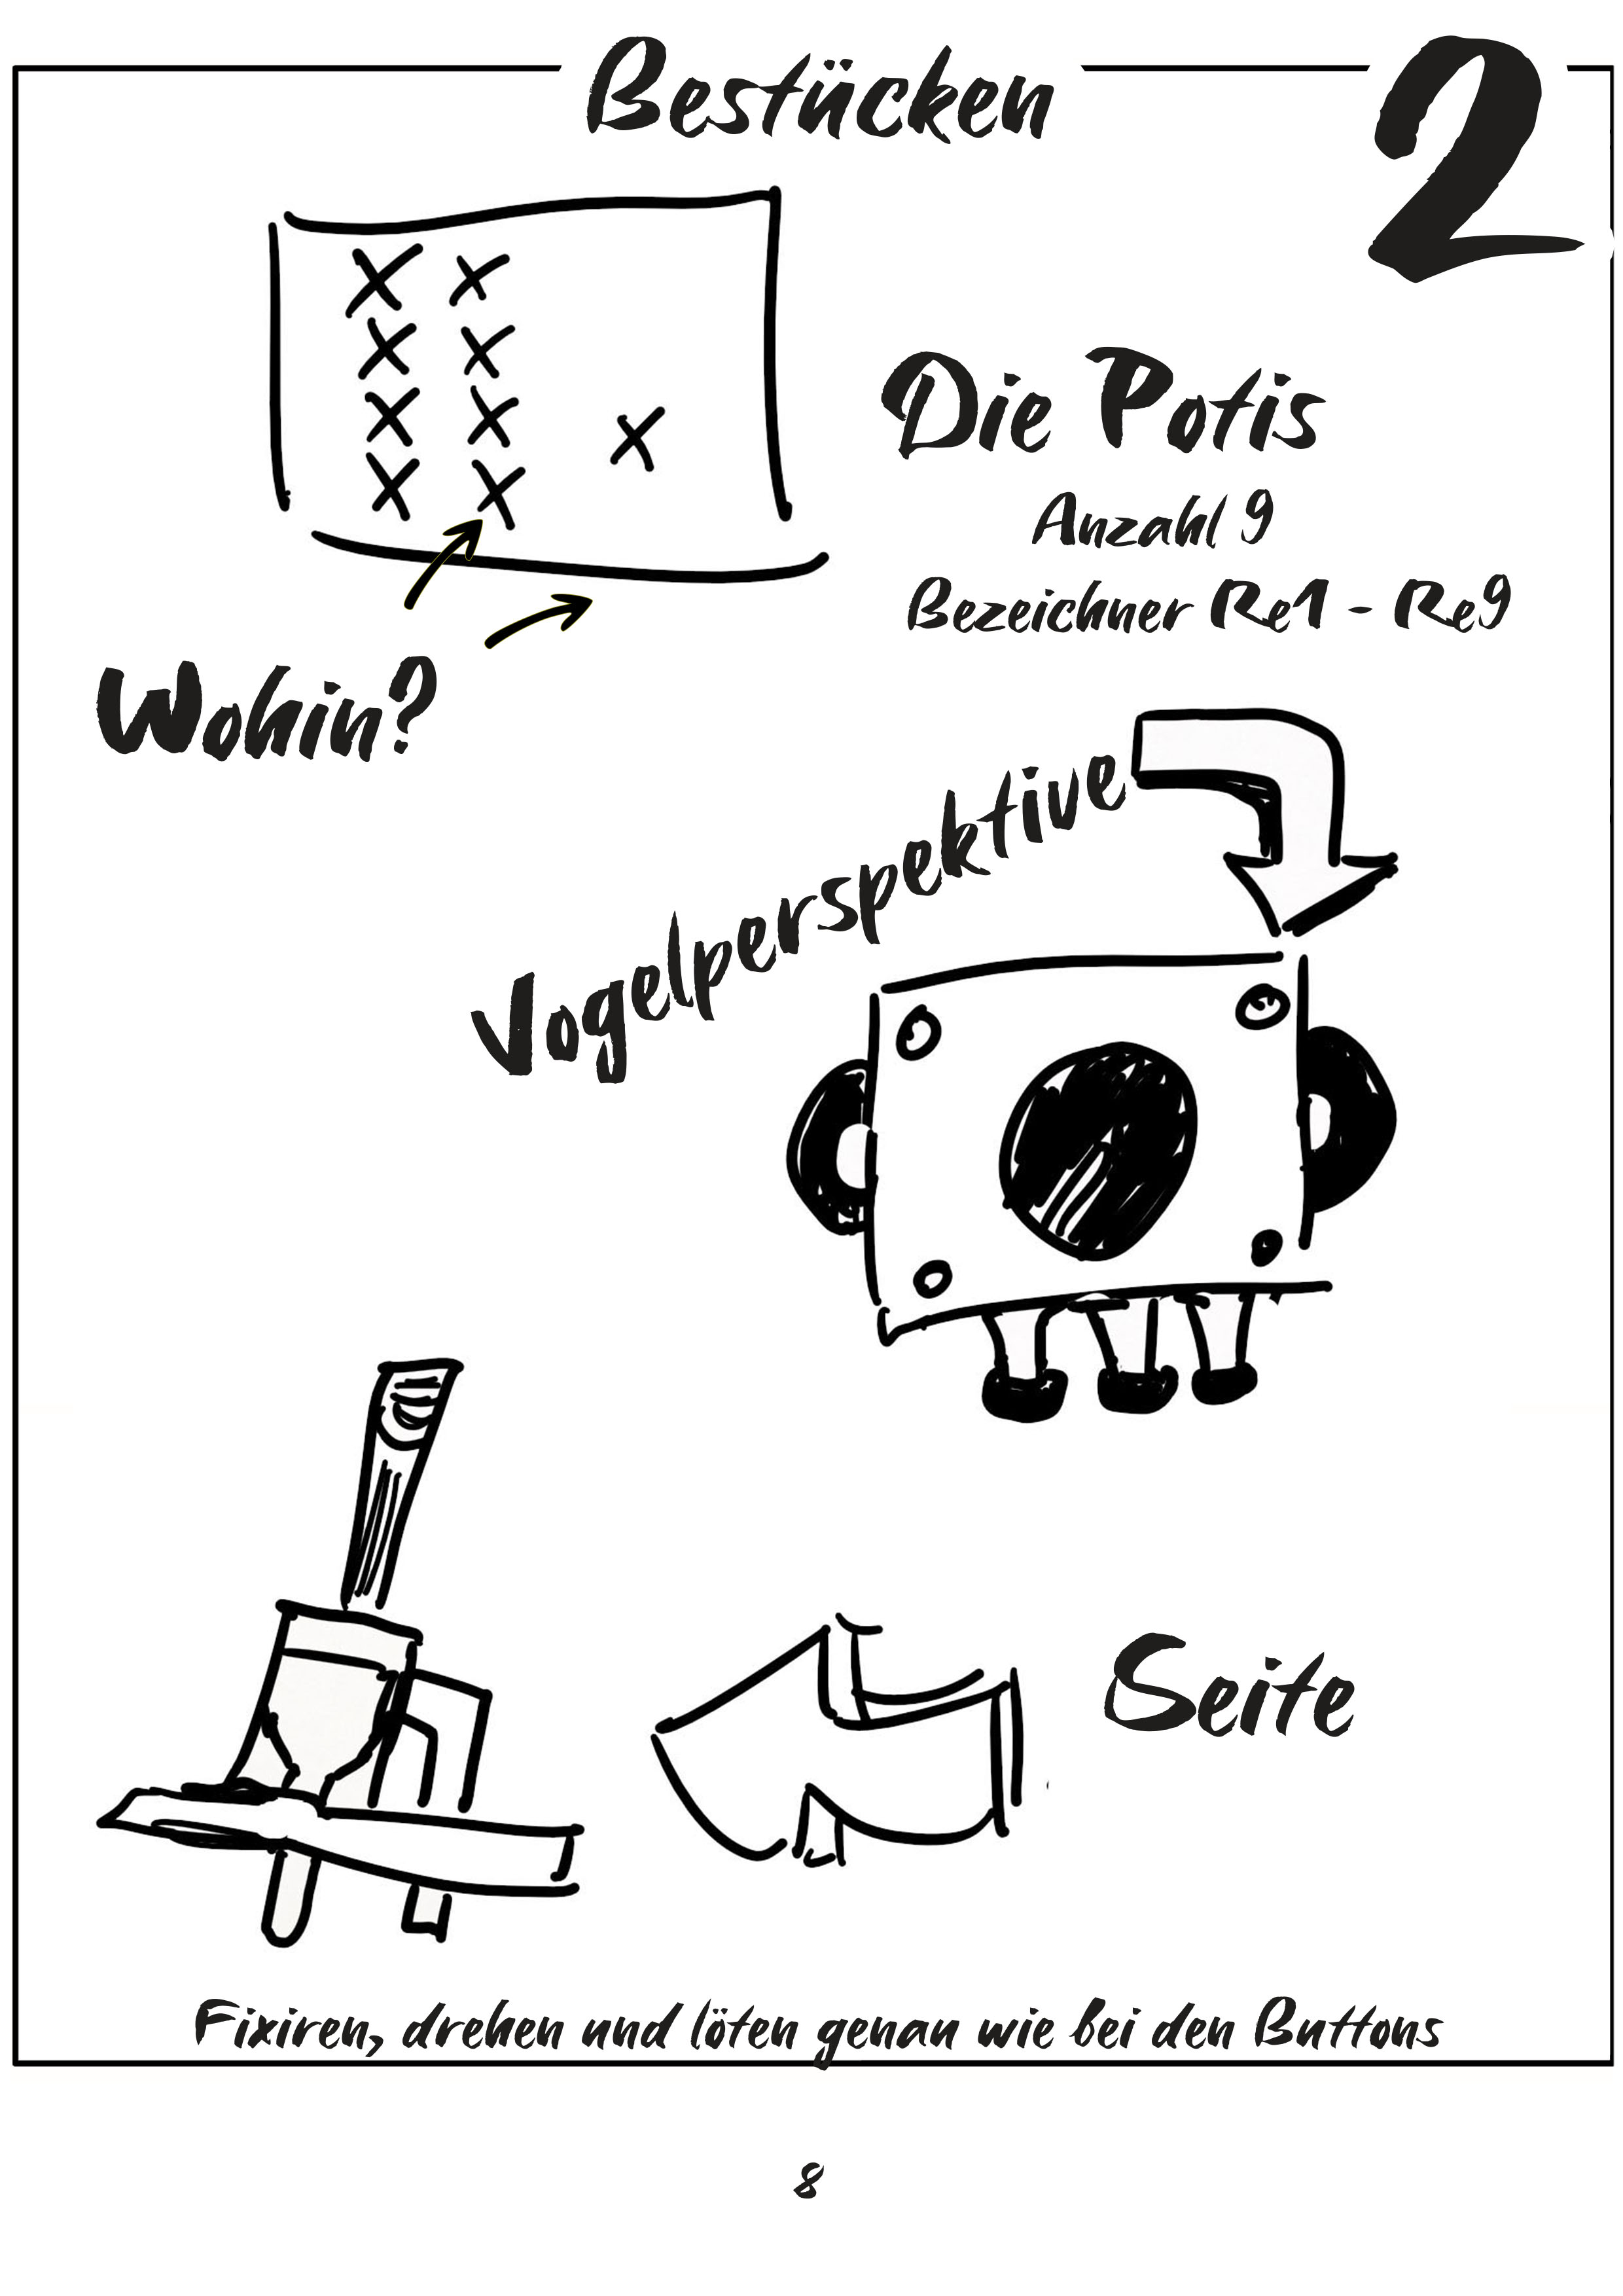 Bestücken
2
Die Potis
Anzahl 9
Bezeichner Re1 - Re9
Wohin?
Vogelperspektive
Seite
Fixiren, drehen und löten genau wie bei den Buttons
8